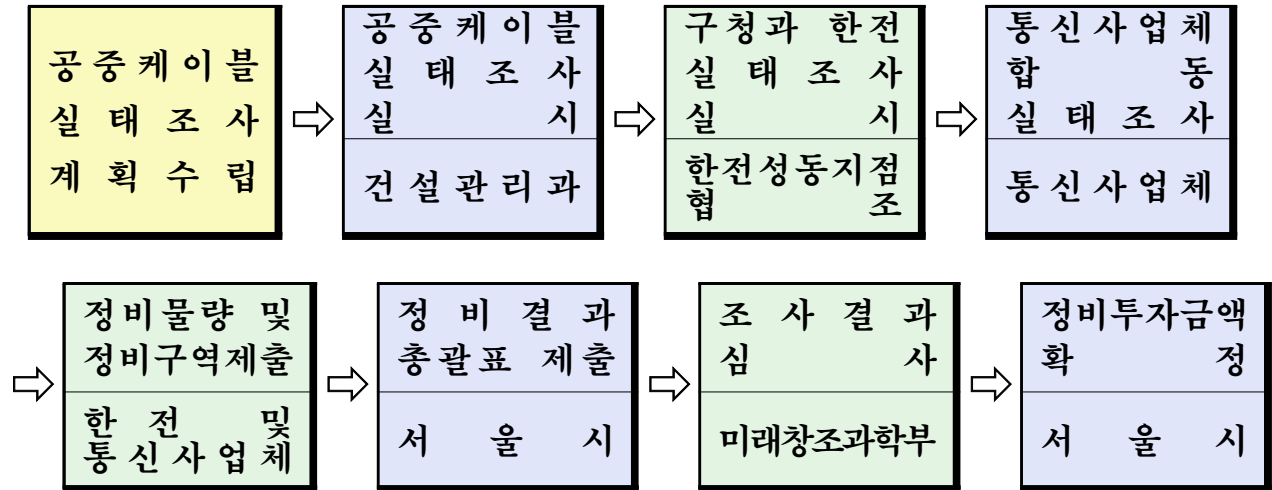 공중케이블
실태조사
계획수립
공중케이블
실태조사
실시
건설관리과
구청과 한전
실태조사
실시
한전성동지점
협조
통신사업체
합동
실태조사
통신사업체
정비물량 및
정비구역제출
한전 및
통신사업체
정비결과
총괄표 제출
서울시
조사결과
심사
미래창조과학부
정비투자금액
확정
서울시